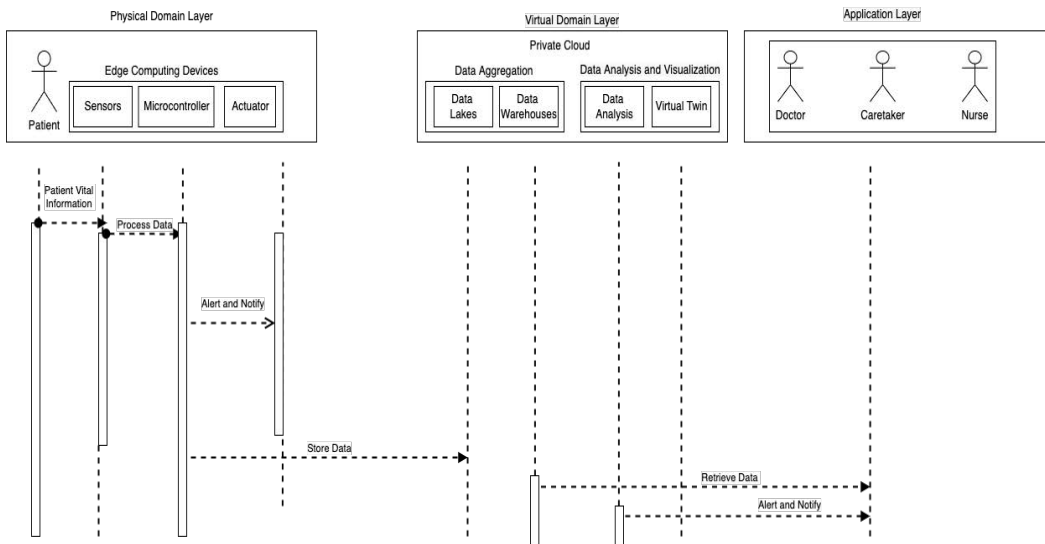 Physical Domain Layer
Virtual Domain Layer
Application Layer
Private Cloud
Edge Computing Devices
Data Aggregation
Data Analysis and Visualization
Sensors
Microcontroller
Actuator
Data
Lakes
Data
Warehouses
Data
Analysis
Virtual Twin
Patient
Doctor
Caretaker
Nurse
Patient Vital
Information
Process Data
Alert and Notify
Store Data
Retrieve Data
Alert and Notify